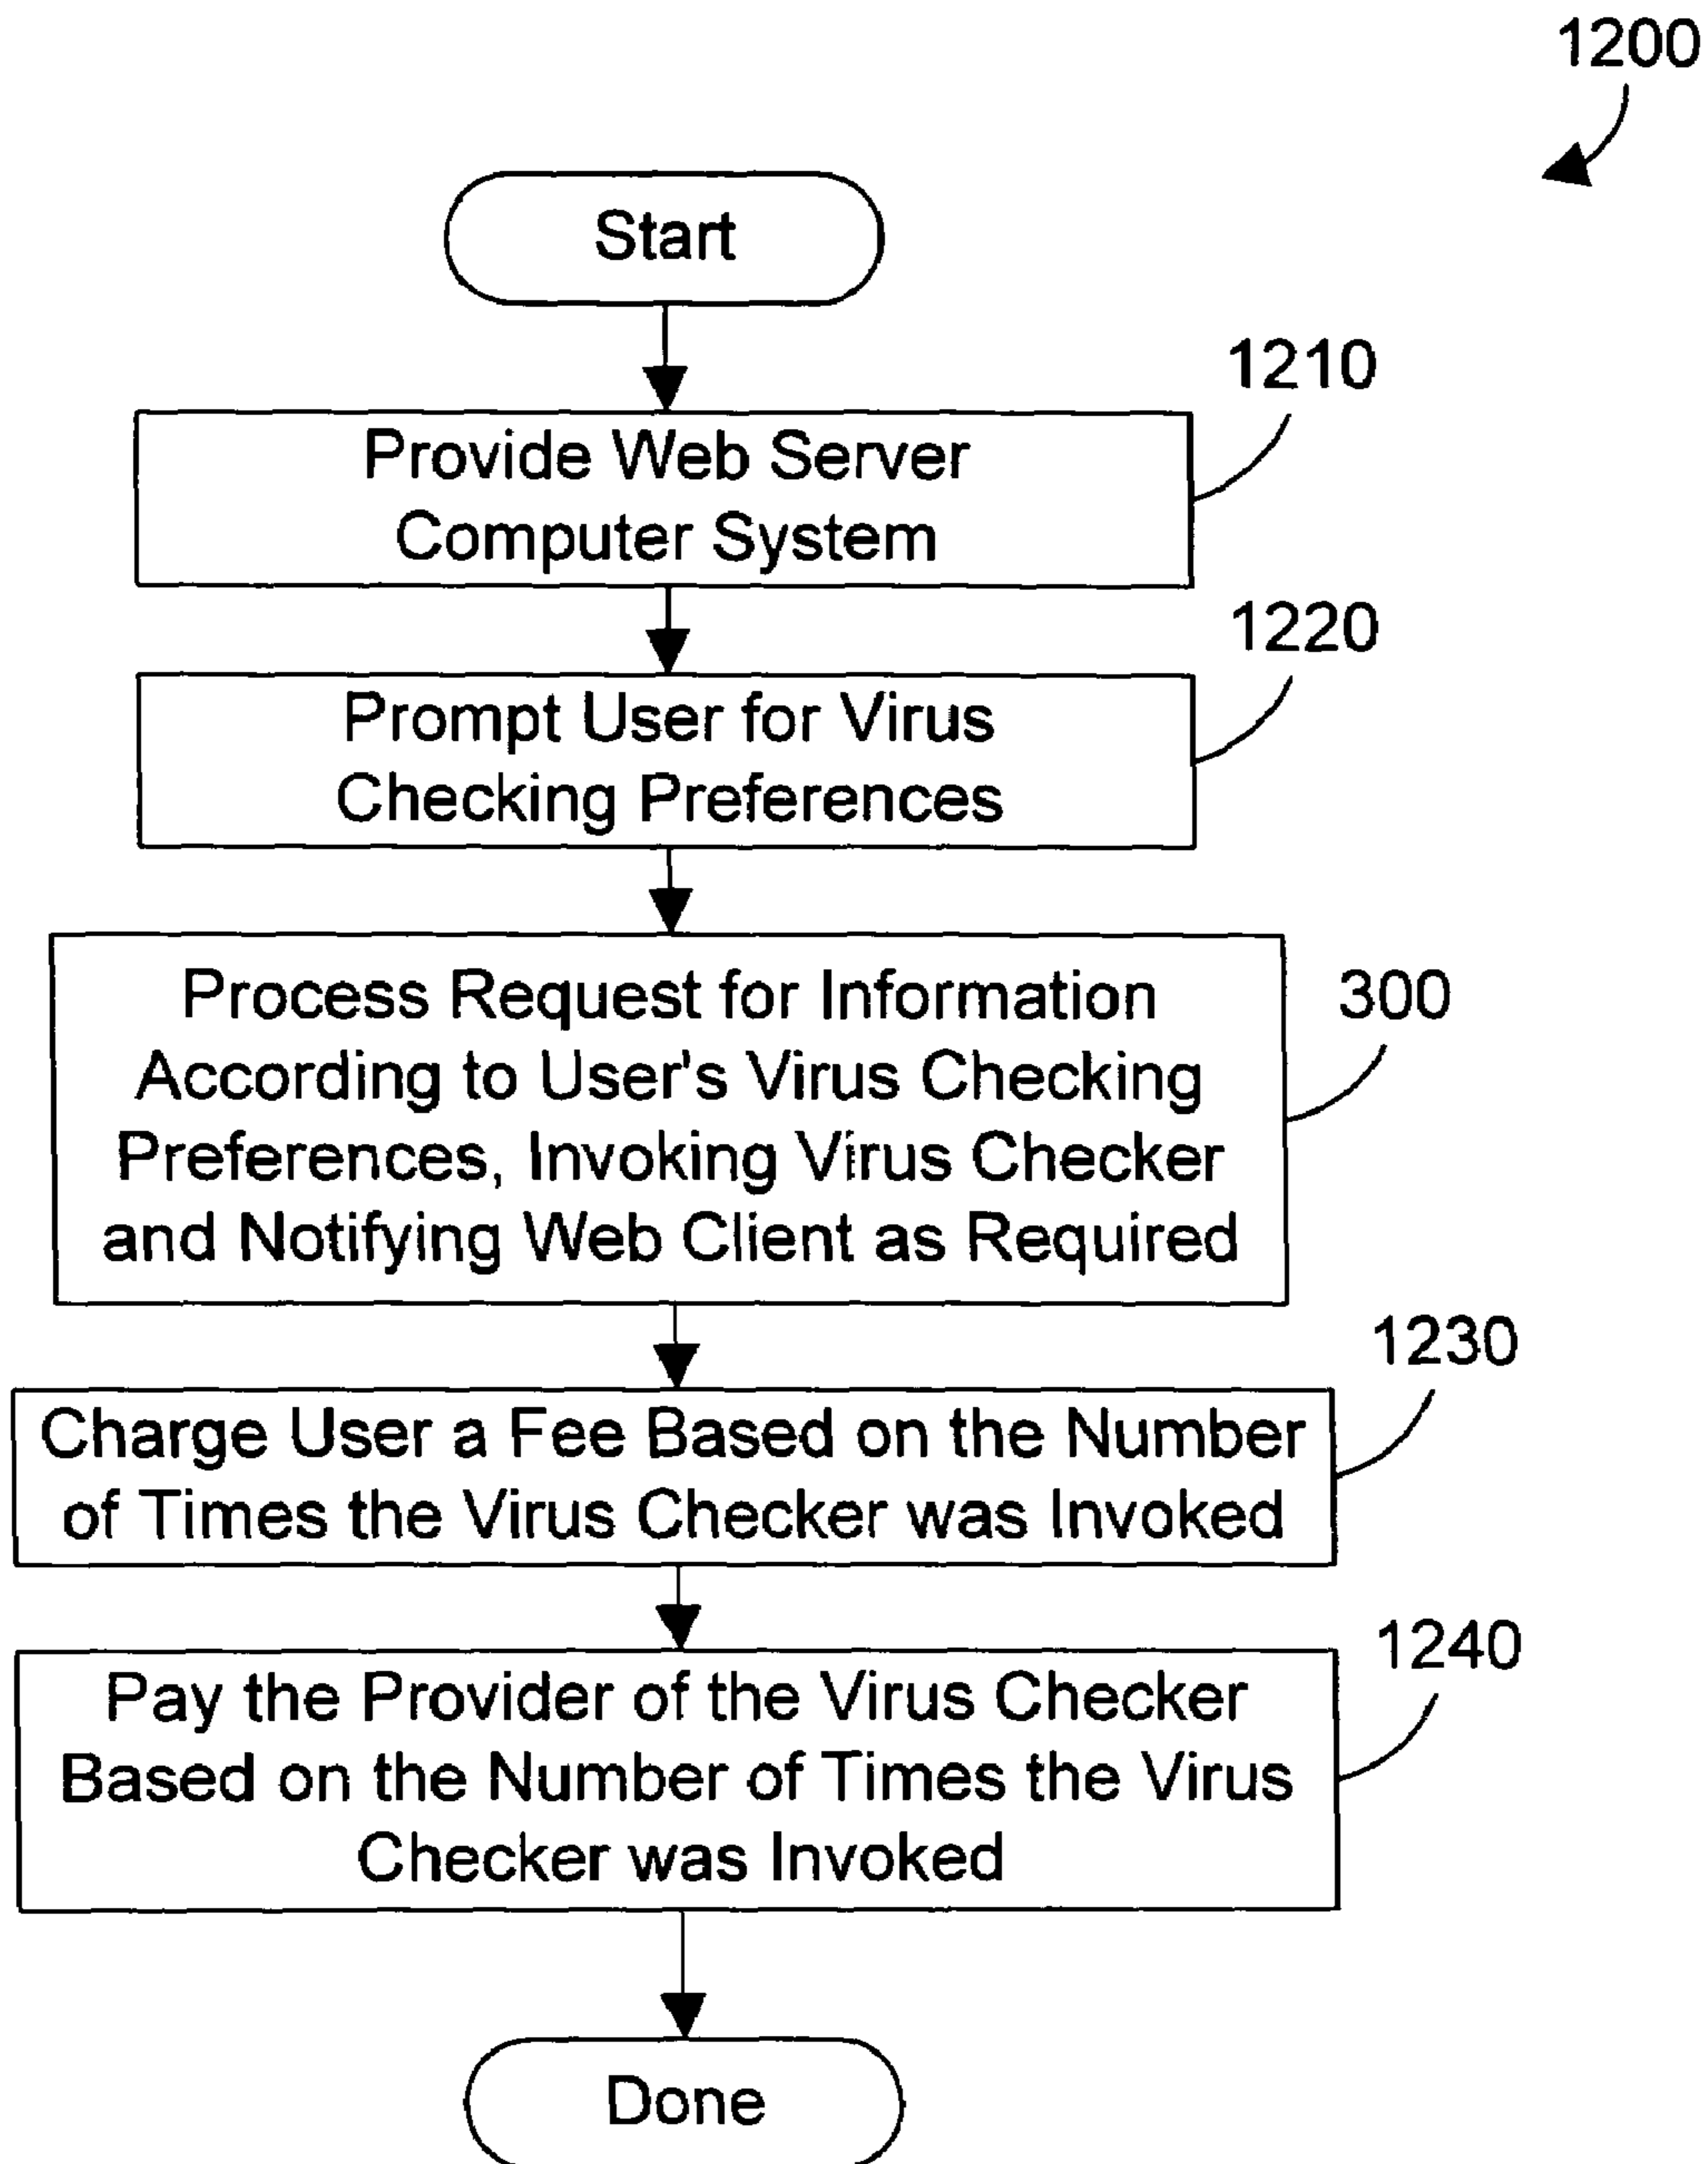 1200
Start
1210
Provide Web Server
Computer System
1220
Prompt User for Virus
Checking Preferences
300
Process Request for Information
According to User's Virus Checking
Preferences, Invoking Virus Checker
and Notifying Web Client as Required
1230
Charge User a Fee Based on the Number
of Times the Virus Checker was Invoked
1240
Pay the Provider of the Virus Checker
Based on the Number of Times the Virus
Checker was Invoked
Done